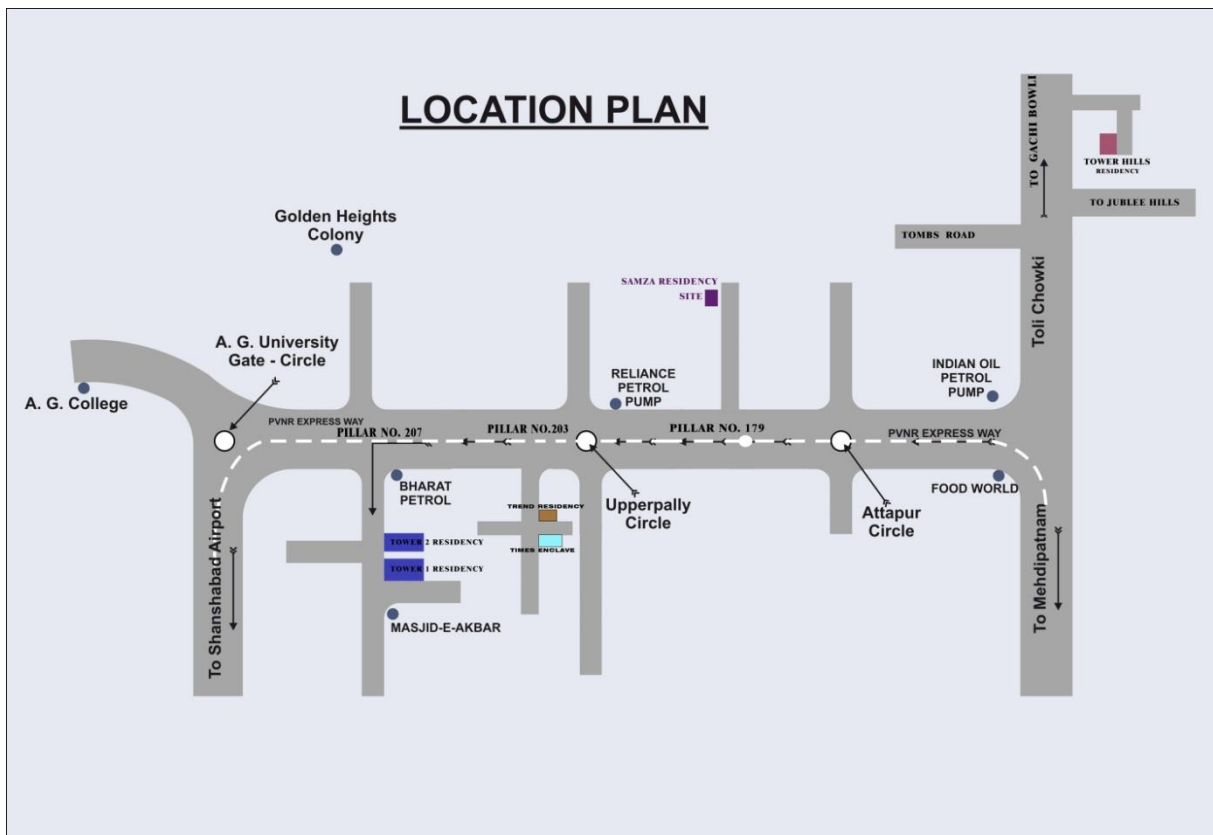 LOCATION PLAN
TO GACHI BOWLI
TOWER HILLS
RESIDENCY
TO JUBLEE HILLS
TOMBS ROAD
Toli Chowki
Golden Heights
Colony
SAMZA RESIDENCY
SITE
A. G. University
Gate - Circle
A. G. College
RELIANCE
PETROL
PUMP
INDIAN OIL
PETROL
PUMP
PVNR EXPRESS WAY
PILLAR NO. 207
PILLAR NO.203
PILLAR NO. 179
PVNR EXPRESS WAY
BHARAT
PETROL
FOOD WORLD
Upperpally
Circle
Attapur
Circle
TREND RESIDENCY
TIMES ENCLAVE
TOWER 2 RESIDENCY
TOWER 1 RESIDENCY
MASJID-E-AKBAR
To Shanshabad Airport
To Mehdipatnam